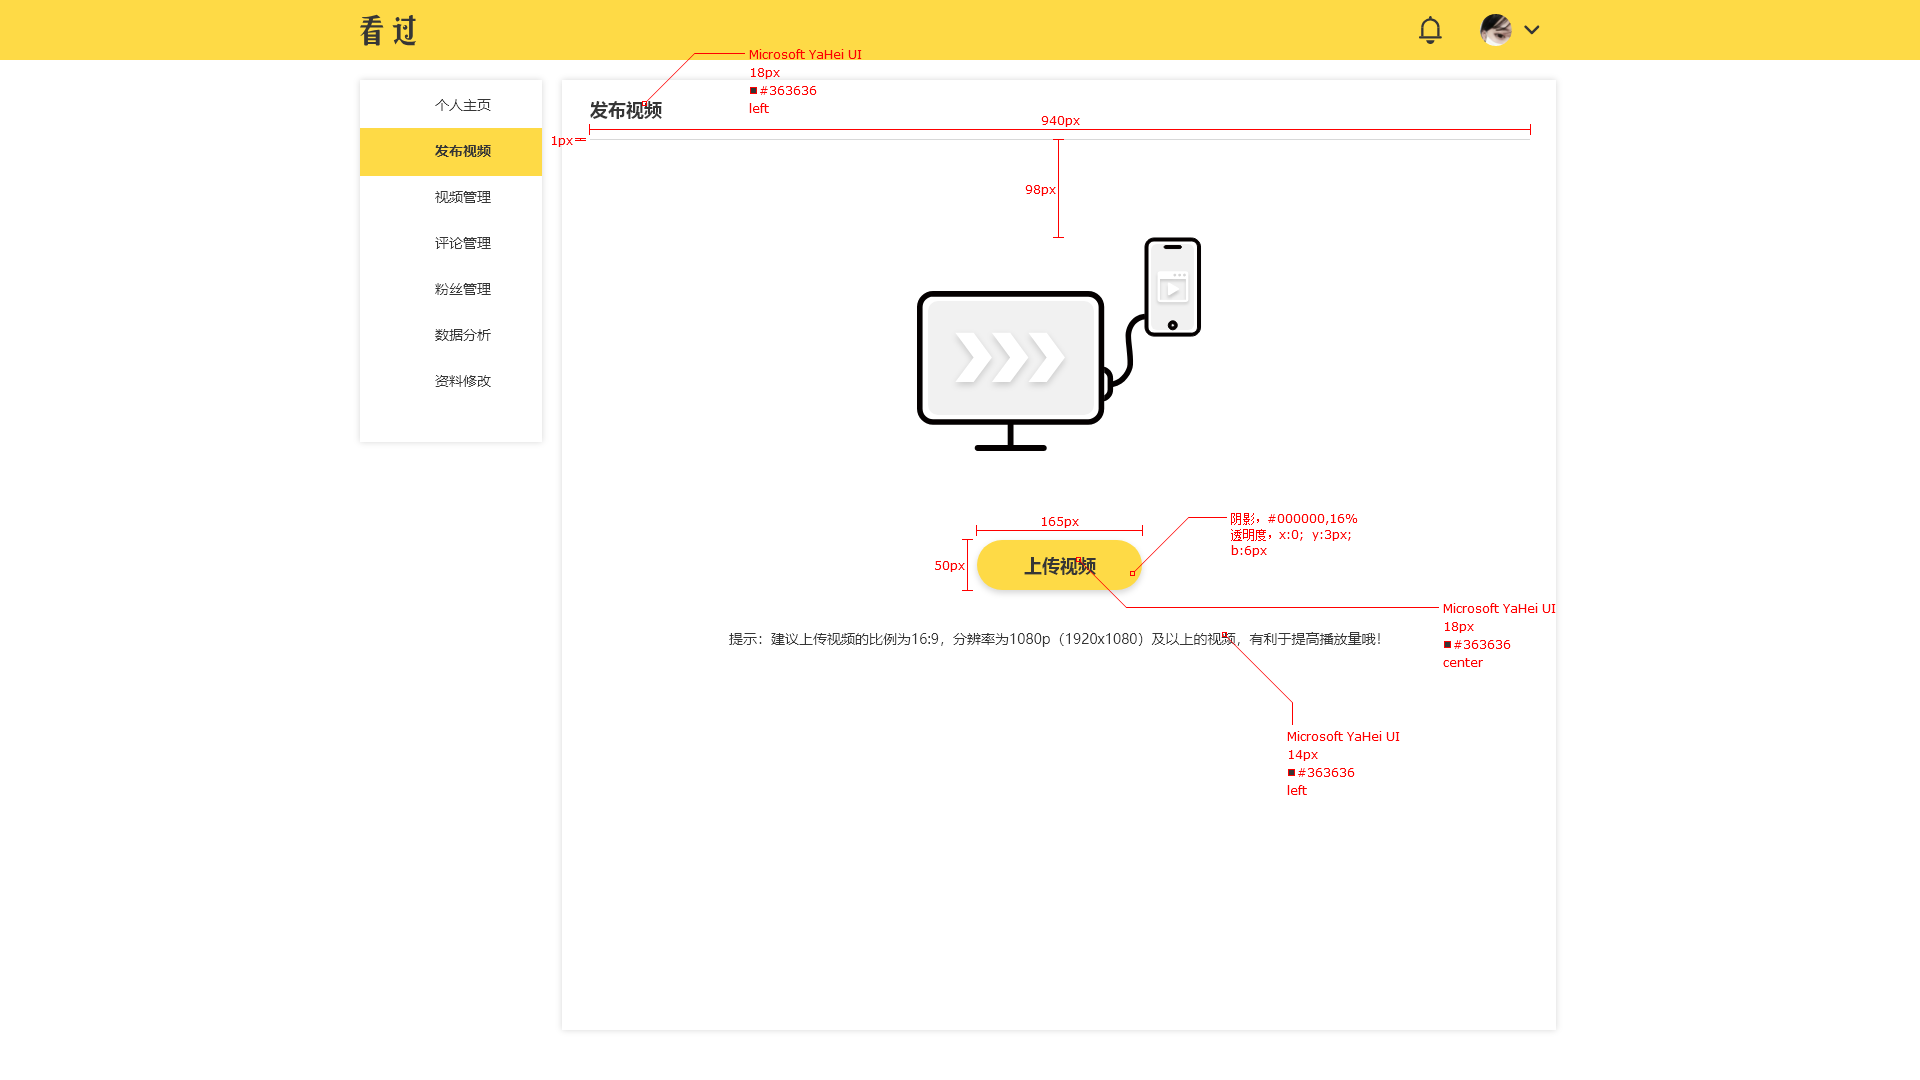 看过
Microsoft YaHei UI
18px
#363636
left
个人主页
发布视频
视频管理
评论管理
粉丝管理
数据分析
资料修改
发布视频
940px
1px
98px
165px
50px
上传视频
阴影，#000000,16%
透明度，x:0；y:3px;
b:6px
Microsoft YaHei UI
18px
#363636
center
提示：建议上传视频的比例为16:9，分辨率为1080p（1920x1080）及以上的视频，有利于提高播放量哦！
Microsoft YaHei UI
14px
#363636
left